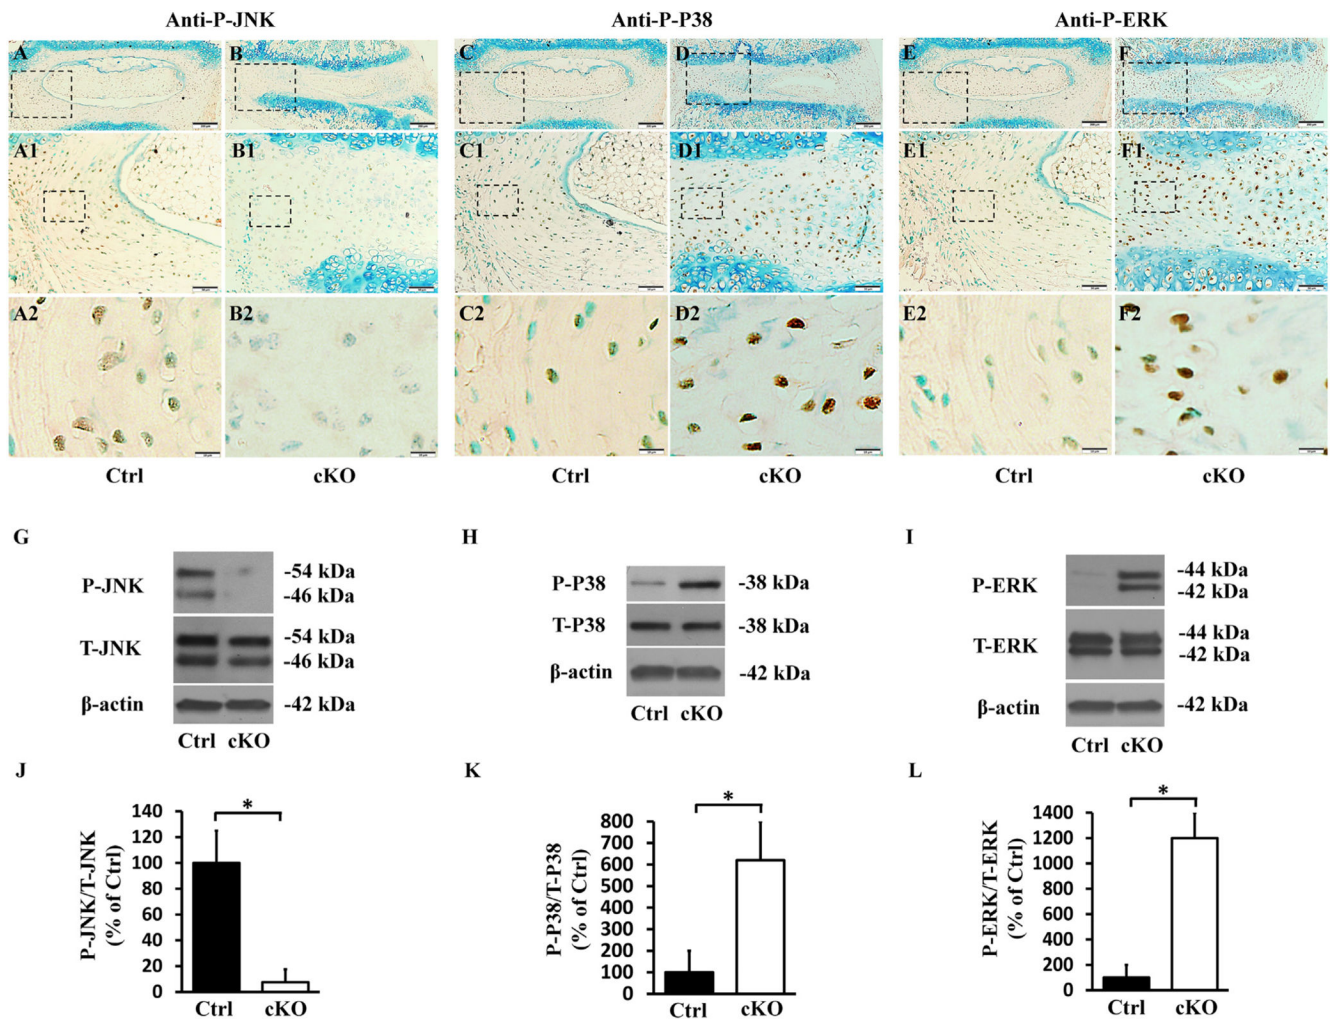 Anti-P-JNK Anti-P-P38 Anti-P-ERK
A B C D E F
A1 B1 C1 D1 E1 F1
A2 B2 C2 D2 E2 F2
Ctrl cKO Ctrl cKO Ctrl cKO
G
P-JNK -54 kDa
-46 kDa
T-JNK -54 kDa
-46 kDa
β-actin -42 kDa
Ctrl cKO
H
P-P38 -38 kDa
T-P38 -38 kDa
β-actin -42 kDa
Ctrl cKO
I
P-ERK -44 kDa
-42 kDa
T-ERK -44 kDa
-42 kDa
β-actin -42 kDa
Ctrl cKO
J
P-JNK/T-JNK
(% of Ctrl)
140
120
100
80
60
40
20
0
*
Ctrl cKO
K
P-P38/T-P38
(% of Ctrl)
800
700
600
500
400
300
200
100
0
*
Ctrl cKO
L
P-ERK/T-ERK
(% of Ctrl)
1400
1200
1000
800
600
400
200
0
*
Ctrl cKO